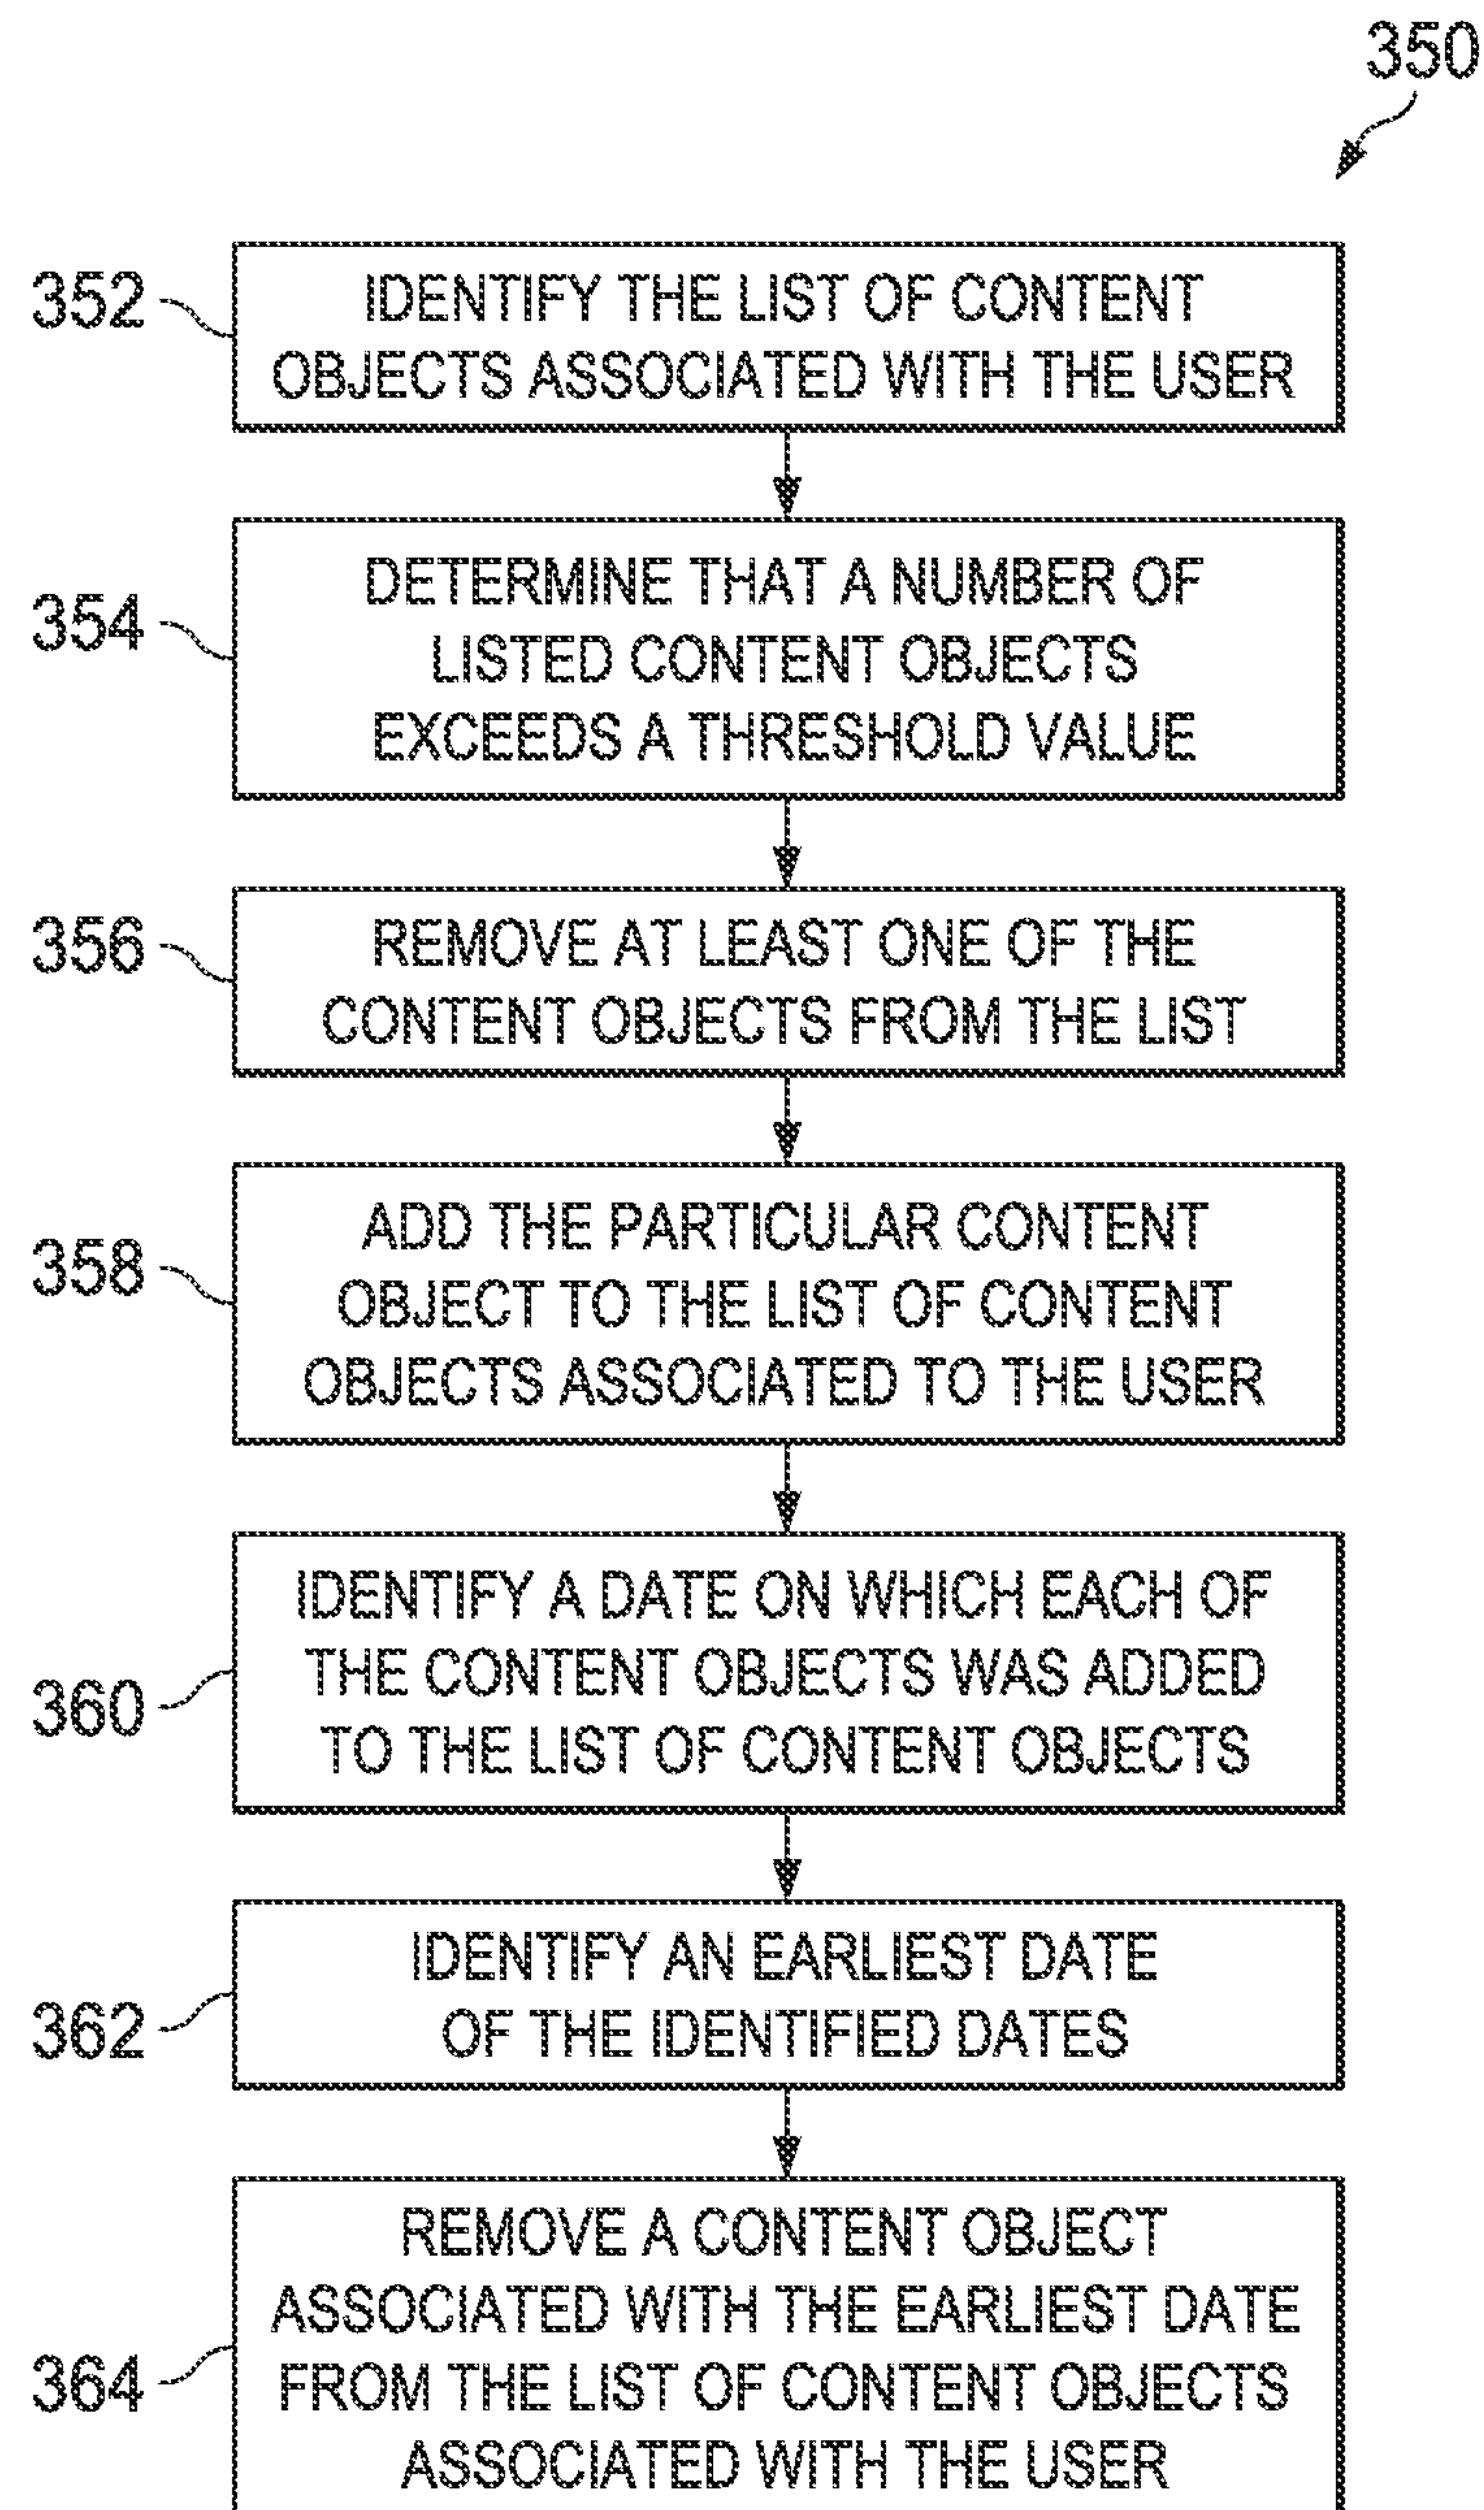 350
352
IDENTIFY THE LIST OF CONTENT
OBJECTS ASSOCIATED WITH THE USER
354
DETERMINE THAT A NUMBER OF
LISTED CONTENT OBJECTS
EXCEEDS A THRESHOLD VALUE
356
REMOVE AT LEAST ONE OF THE
CONTENT OBJECTS FROM THE LIST
358
ADD THE PARTICULAR CONTENT
OBJECT TO THE LIST OF CONTENT
OBJECTS ASSOCIATED TO THE USER
360
IDENTIFY A DATE ON WHICH EACH OF
THE CONTENT OBJECTS WAS ADDED
TO THE LIST OF CONTENT OBJECTS
362
IDENTIFY AN EARLIEST DATE
OF THE IDENTIFIED DATES
364
REMOVE A CONTENT OBJECT
ASSOCIATED WITH THE EARLIEST DATE
FROM THE LIST OF CONTENT OBJECTS
ASSOCIATED WITH THE USER